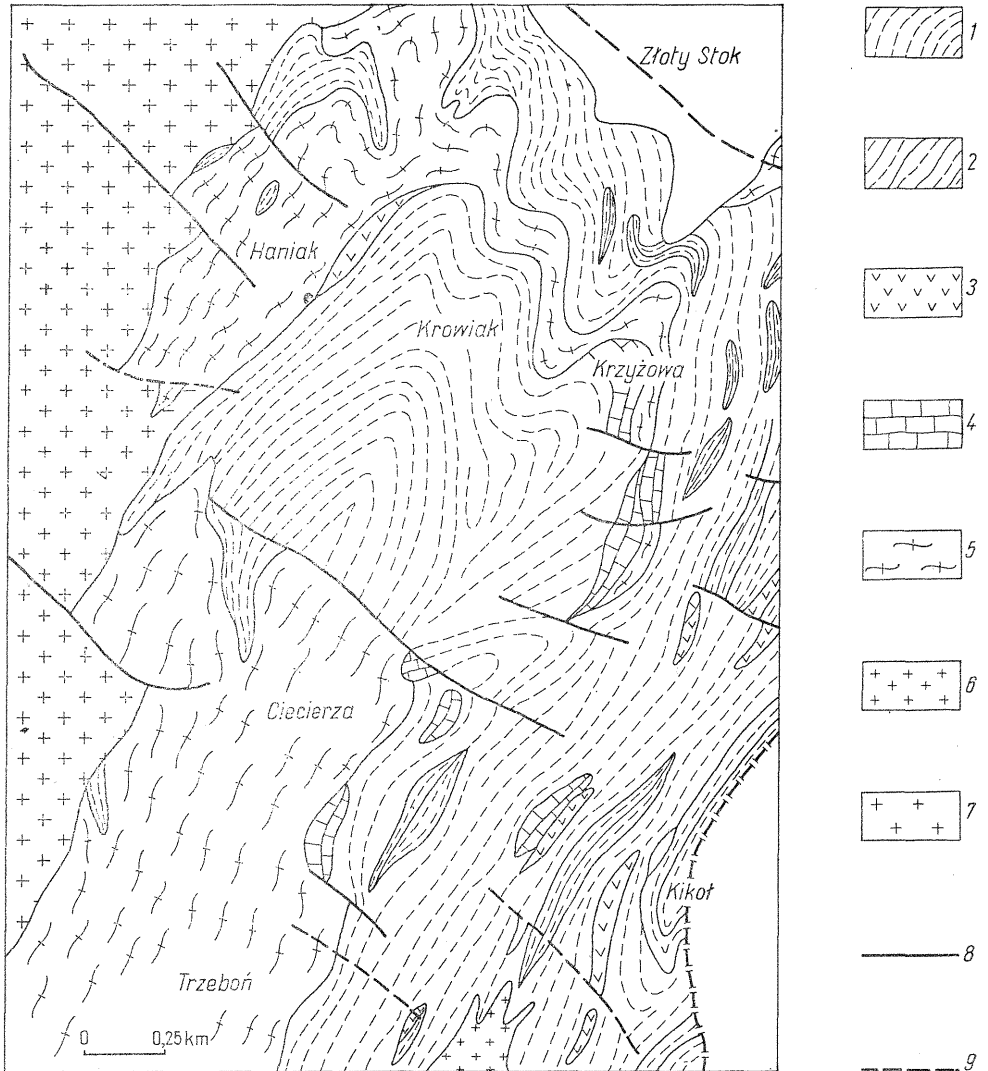 Złoty Stok
Haniak
Krowiak
Krzyżowa
Ciecierza
Kikoł
Trzeboń
0 0,25 km
1
2
3
4
5
6
7
8
9